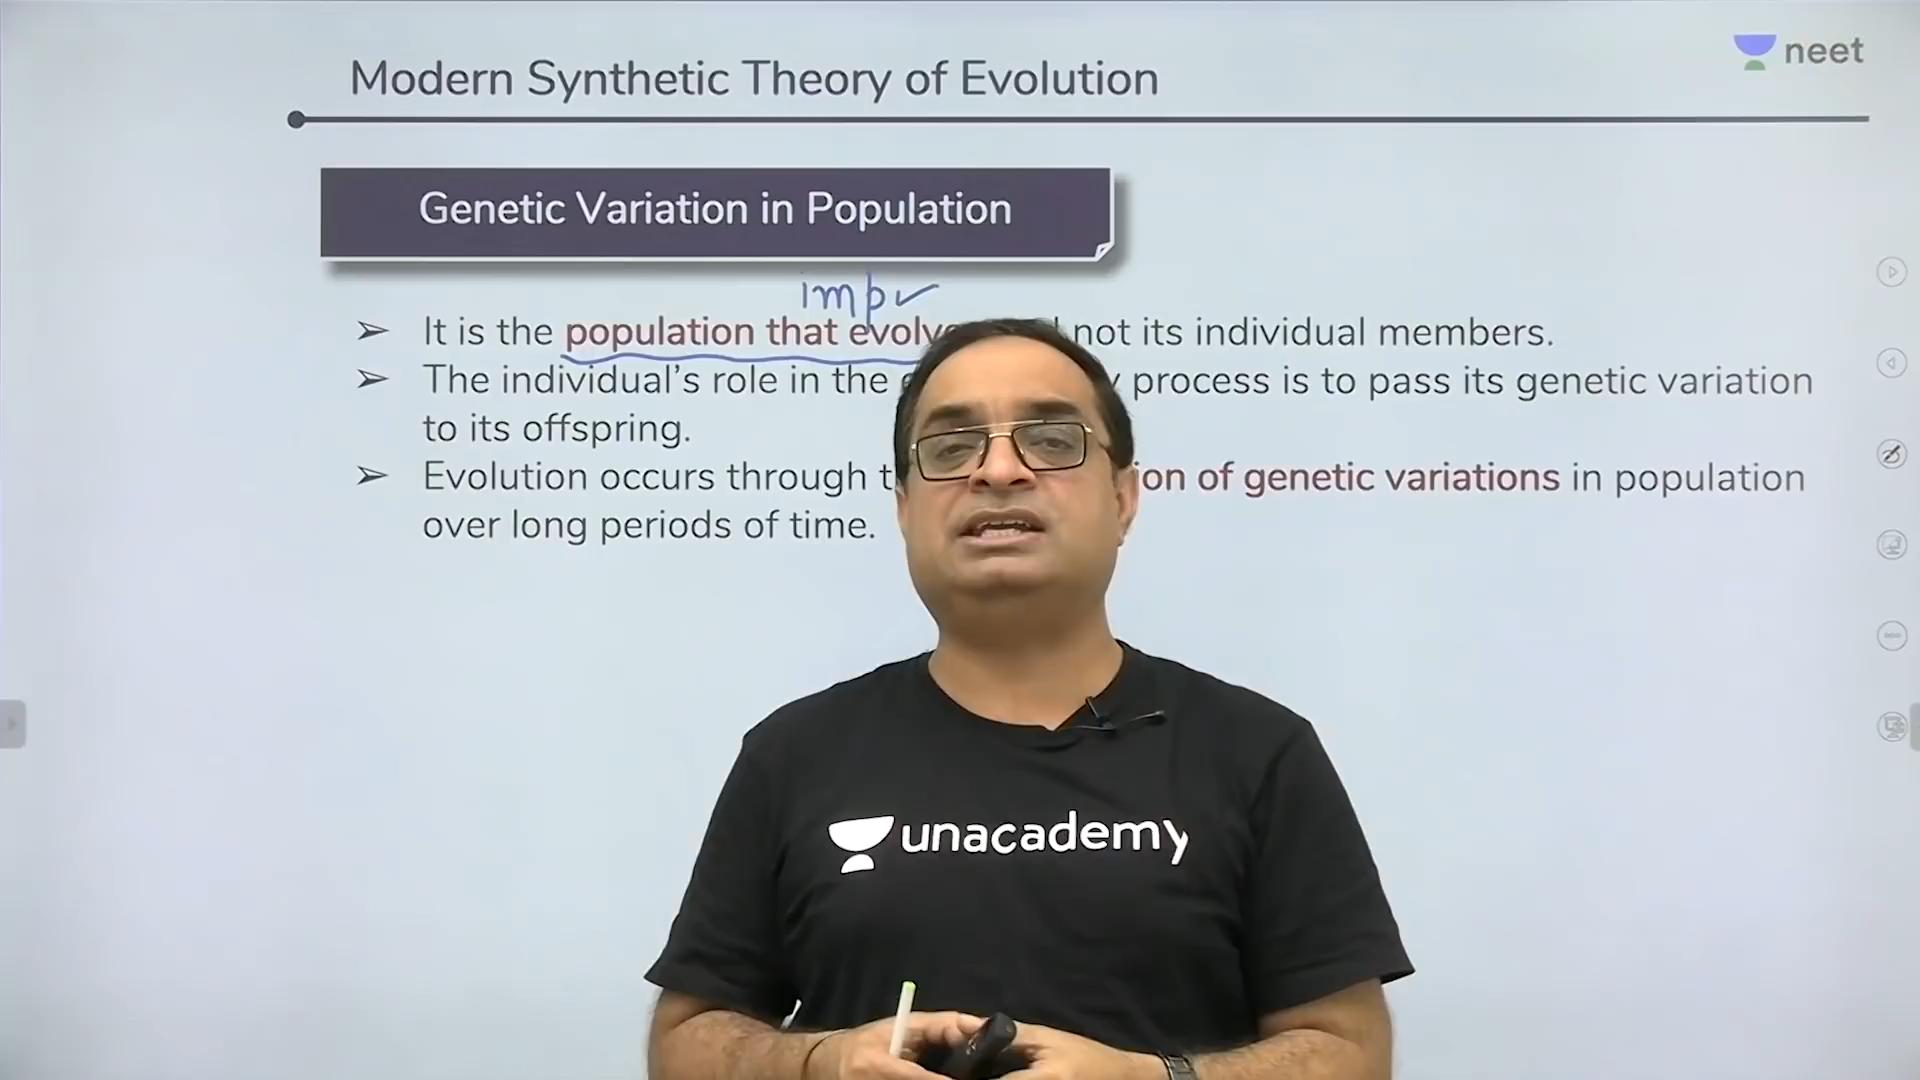 neet
Modern Synthetic Theory of Evolution
Genetic Variation in Population
imp
➢ It is the population that evolv not its individual members.
➢ The individual's role in the process is to pass its genetic variation
to its offspring.
➢ Evolution occurs through of genetic variations in population
over long periods of time.
unacademy